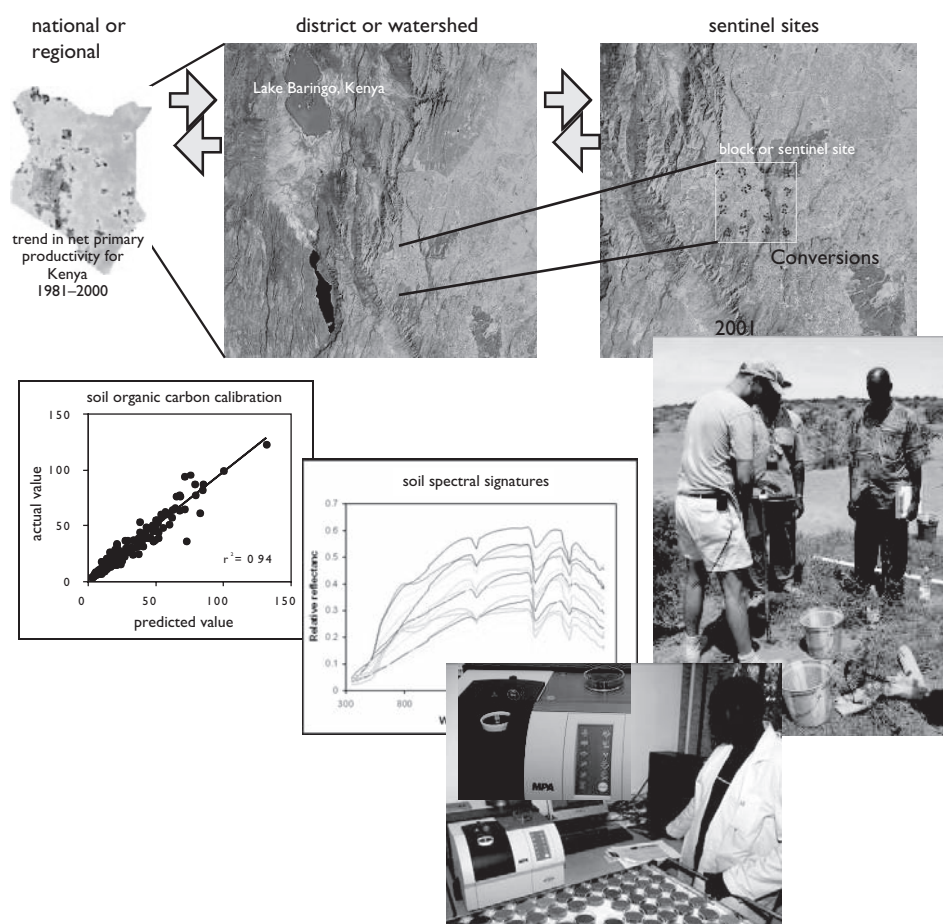 national or
regional
district or watershed
sentinel sites
Lake Baringo, Kenya
block or sentinel site
trend in net primary
productivity for
Kenya
1981–2000
Conversions
2001
soil organic carbon calibration
150
100
50
0
actual value
r² = 0 94
0 50 100 150
predicted value
soil spectral signatures
0.7
0.6
0.5
0.4
0.3
0.2
0.1
0
Relative reflectanc
300 800
W
MPA